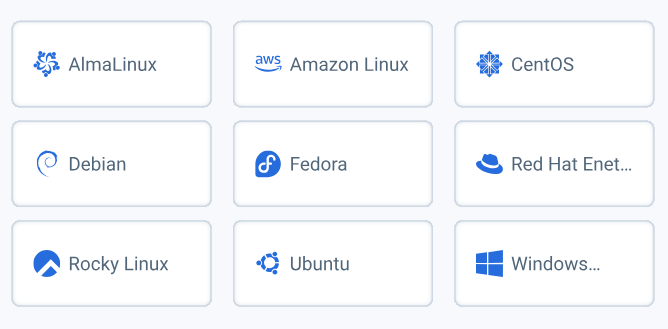 AlmaLinux
aws Amazon Linux
CentOS
Debian
Fedora
Red Hat Enet...
Rocky Linux
Ubuntu
Windows...